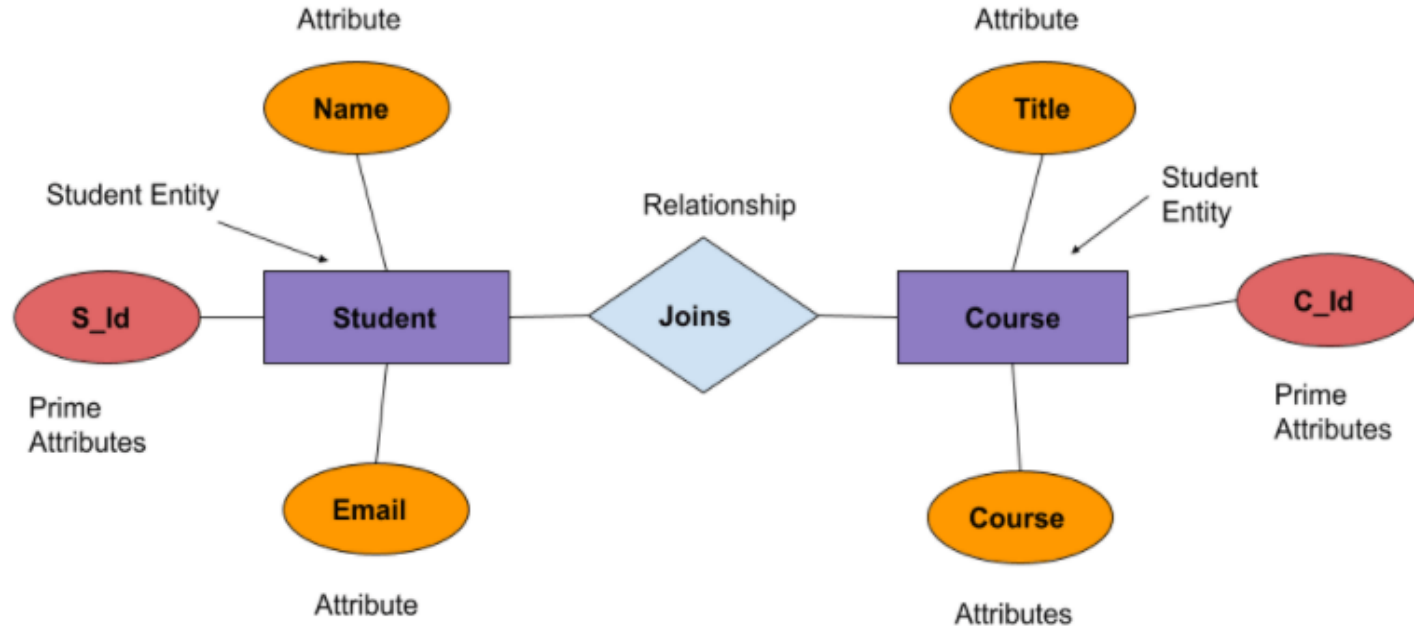 Attribute
Attribute
Name
Title
Student Entity
Relationship
Student
Entity
S_Id
Student
Joins
Course
C_Id
Prime
Attributes
Prime
Attributes
Email
Course
Attribute
Attributes